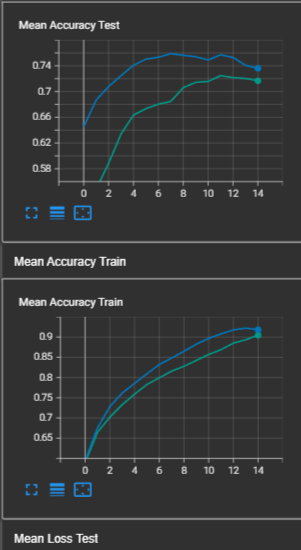 Mean Accuracy Test
0.74
0.7
0.66
0.62
0.58
0 2 4 6 8 10 12 14
Mean Accuracy Train
Mean Accuracy Train
0.9
0.85
0.8
0.75
0.7
0.65
0 2 4 6 8 10 12 14
Mean Loss Test